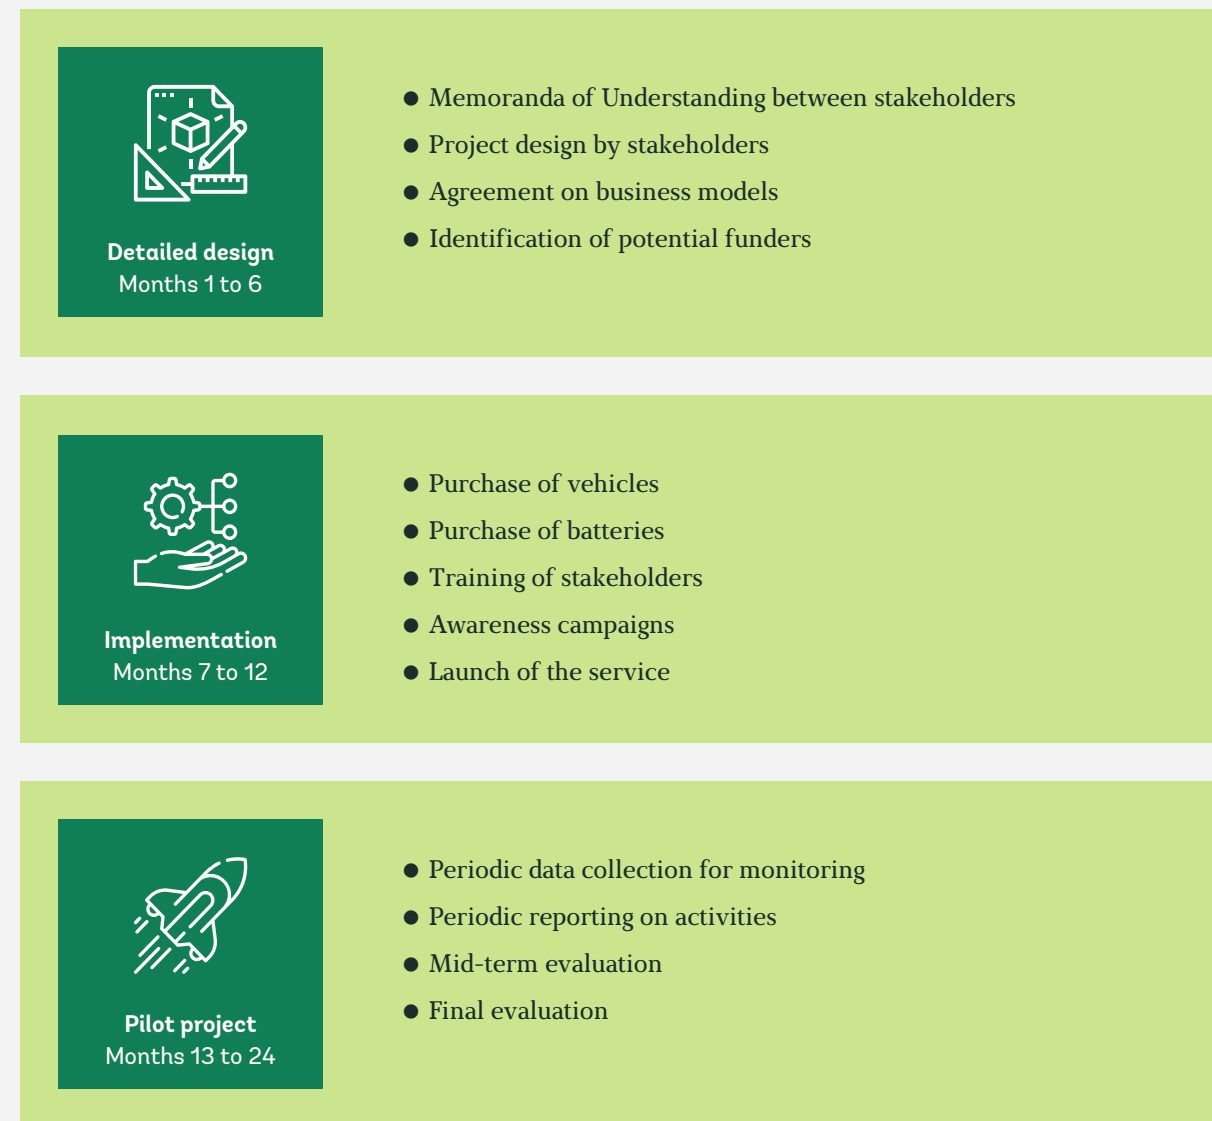 Detailed design
Months 1 to 6
● Memoranda of Understanding between stakeholders
● Project design by stakeholders
● Agreement on business models
● Identification of potential funders
Implementation
Months 7 to 12
● Purchase of vehicles
● Purchase of batteries
● Training of stakeholders
● Awareness campaigns
● Launch of the service
Pilot project
Months 13 to 24
● Periodic data collection for monitoring
● Periodic reporting on activities
● Mid-term evaluation
● Final evaluation